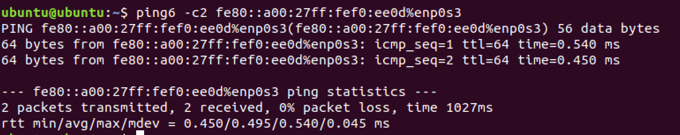 ubuntu@ubuntu:~$ ping6 -c2 fe80::a00:27ff:fef0:ee0d%enp0s3
PING fe80::a00:27ff:fef0:ee0d%enp0s3(fe80::a00:27ff:fef0:ee0d%enp0s3) 56 data bytes
64 bytes from fe80::a00:27ff:fef0:ee0d%enp0s3: icmp_seq=1 ttl=64 time=0.540 ms
64 bytes from fe80::a00:27ff:fef0:ee0d%enp0s3: icmp_seq=2 ttl=64 time=0.450 ms
--- fe80::a00:27ff:fef0:ee0d%enp0s3 ping statistics ---
2 packets transmitted, 2 received, 0% packet loss, time 1027ms
rtt min/avg/max/mdev = 0.450/0.495/0.540/0.045 ms